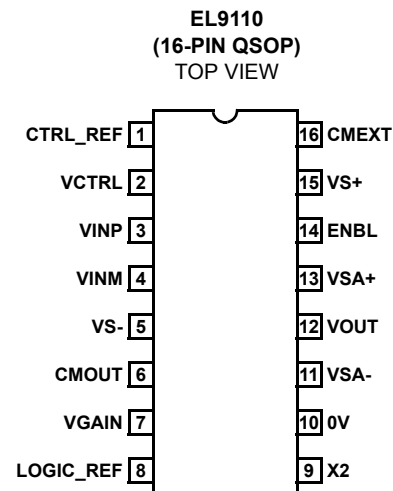 EL9110
(16-PIN QSOP)
TOP VIEW
CTRL_REF 1 16 CMEXT
VCTRL 2 15 VS+
VINP 3 14 ENBL
VINM 4 13 VSA+
VS- 5 12 VOUT
CMOUT 6 11 VSA-
VGAIN 7 10 0V
LOGIC_REF 8 9 X2